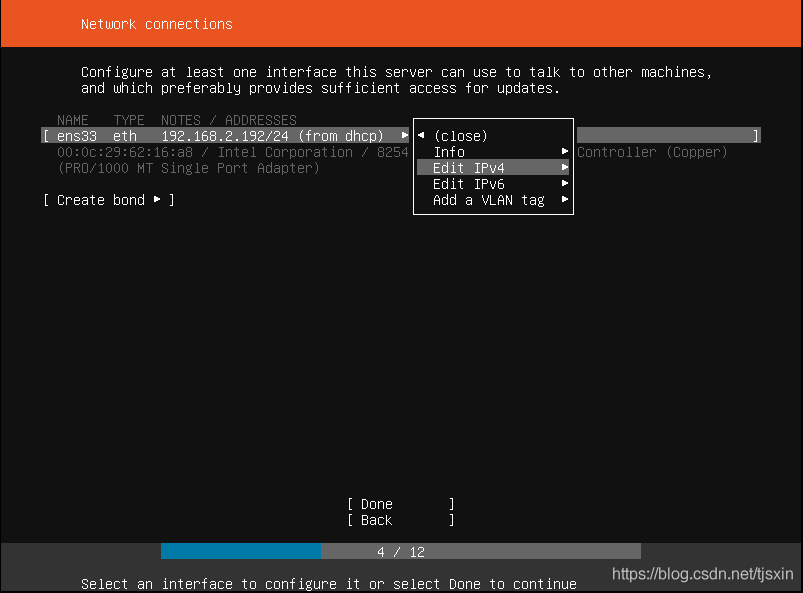 Network connections
Configure at least one interface this server can use to talk to other machines,
and which preferably provides sufficient access for updates.
NAME TYPE NOTES / ADDRESSES
[ ens33 eth 192.168.2.192/24 (from dhcp) ▸ ]
◂ (close)
Info ▸
Edit IPv4 ▸
Edit IPv6 ▸
Add a VLAN tag ▸
00:0c:29:62:16:a8 / Intel Corporation / 8254 Controller (Copper)
(PRO/1000 MT Single Port Adapter)
[ Create bond ▸ ]
[ Done ]
[ Back ]
4 / 12
Select an interface to configure it or select Done to continue
https://blog.csdn.net/tjsxin